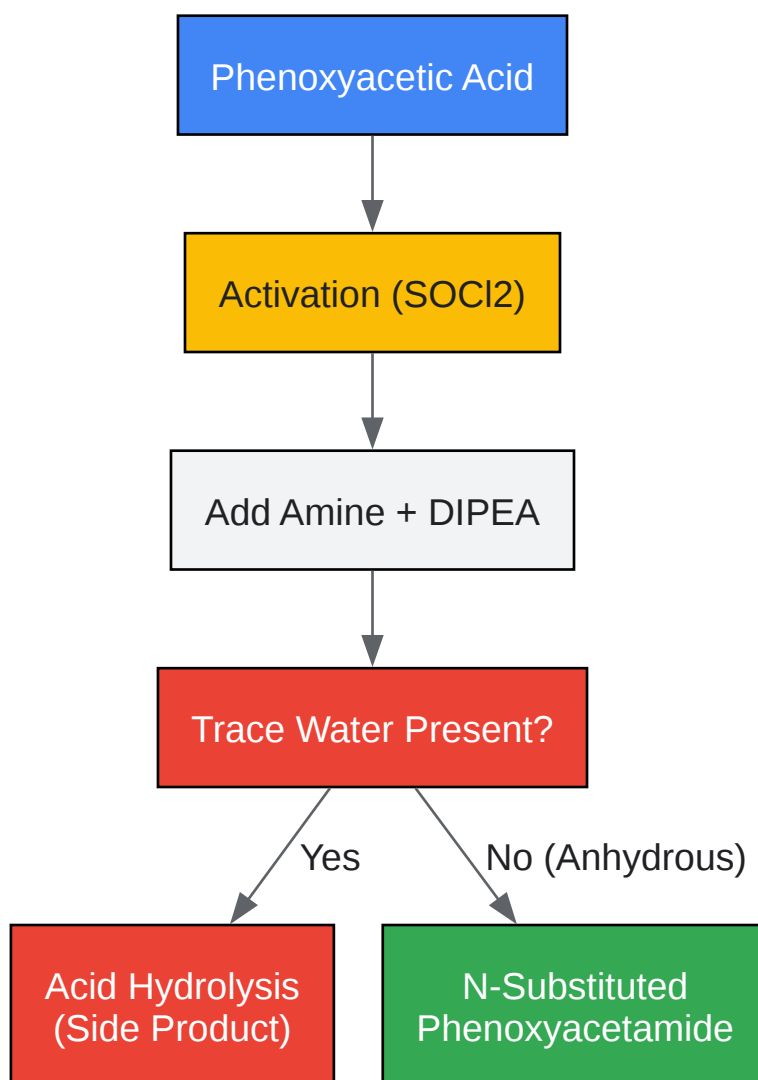 Phenoxyacetic Acid
Activation (SOCl2)
Add Amine + DIPEA
Trace Water Present?
Yes
No (Anhydrous)
Acid Hydrolysis
(Side Product)
N-Substituted
Phenoxyacetamide